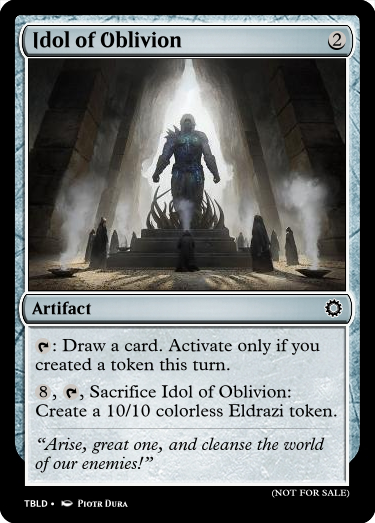 Idol of Oblivion 2
Artifact
: Draw a card. Activate only if you
created a token this turn.
8, , Sacrifice Idol of Oblivion:
Create a 10/10 colorless Eldrazi token.
“Arise, great one, and cleanse the world
of our enemies!”
(NOT FOR SALE)
TBLD • Piotr Dura